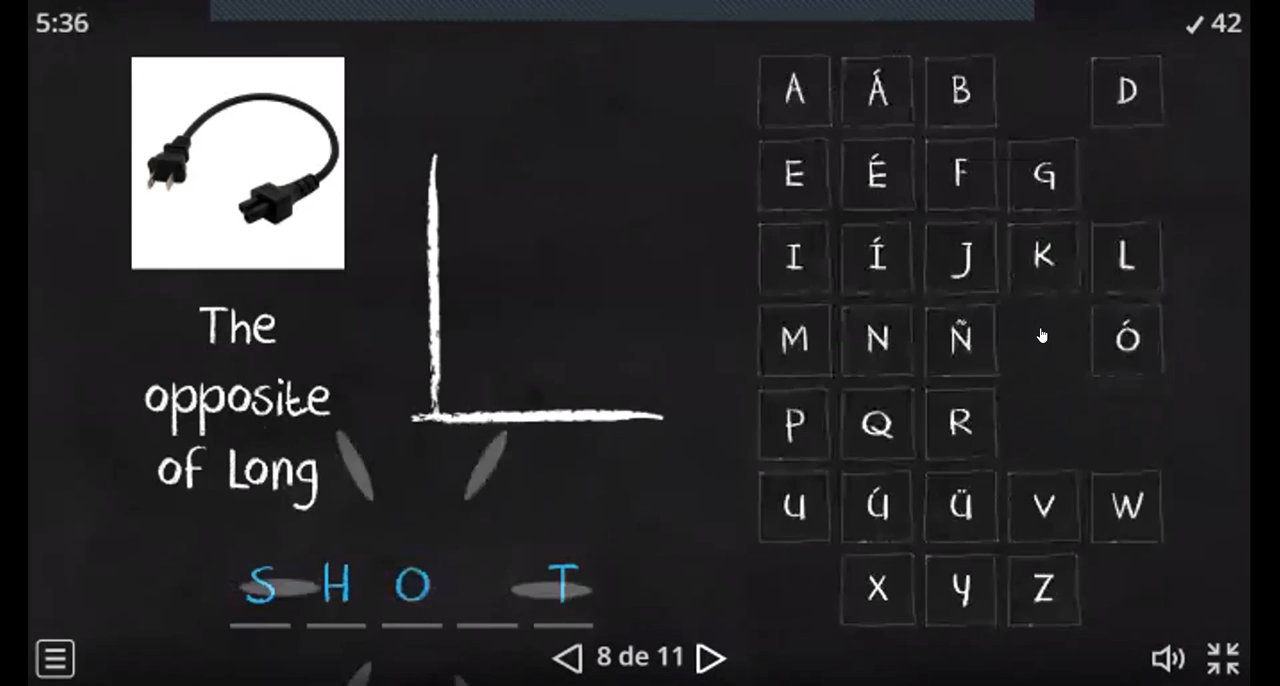 5:36
✓ 42
The
opposite
of Long
S H O _ T
A Á B D
E É F G
I Í J K L
M N Ñ Ó
P Q R
U Ú Ü V W
X Y Z
8 de 11